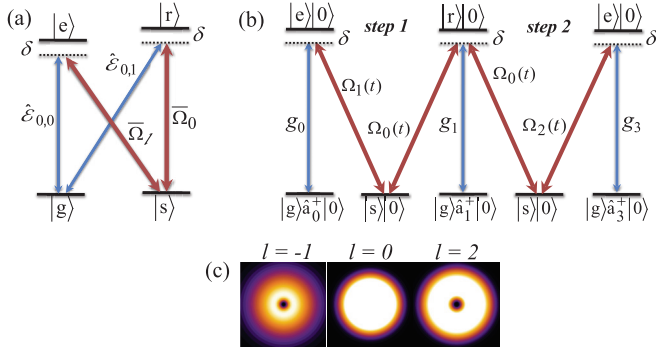 (a)
|e⟩
|r⟩
δ
δ
ℰ̂₀,₁
ℰ̂₀,₀
Ω̅_l
Ω̅₀
|g⟩
|s⟩
(b)
|e⟩|0⟩ step 1 |r⟩|0⟩ step 2 |e⟩|0⟩
δ δ δ
Ω₁(t) Ω₀(t)
g₀ Ω₀(t) g₁ Ω₂(t) g₃
|g⟩â₀⁺|0⟩ |s⟩|0⟩ |g⟩â₁⁺|0⟩ |s⟩|0⟩ |g⟩â₃⁺|0⟩
(c)
l = -1 l = 0 l = 2